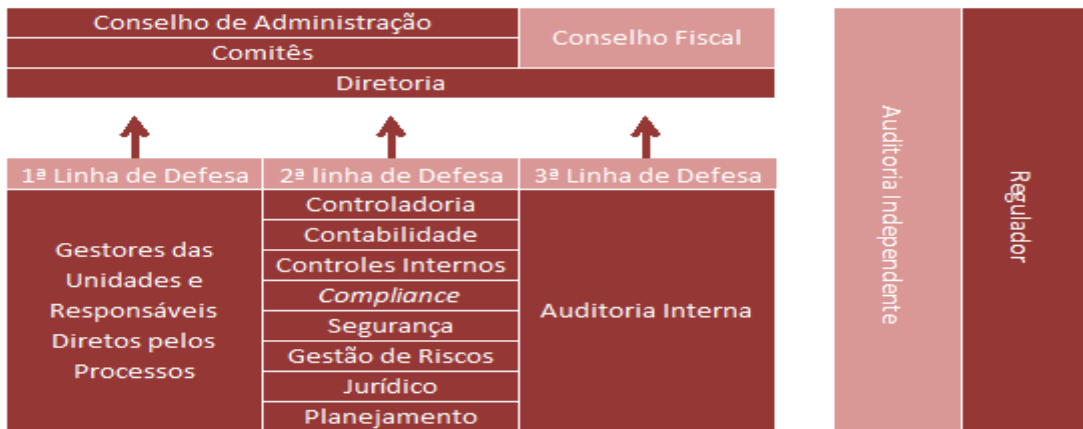 Conselho de Administração
Comitês
Conselho Fiscal
Diretoria
1ª Linha de Defesa
2ª linha de Defesa
3ª Linha de Defesa
Gestores das
Unidades e
Responsáveis
Diretos pelos
Processos
Controladoria
Contabilidade
Controles Internos
Compliance
Segurança
Gestão de Riscos
Jurídico
Planejamento
Auditoria Interna
Auditoria Independente
Regulador